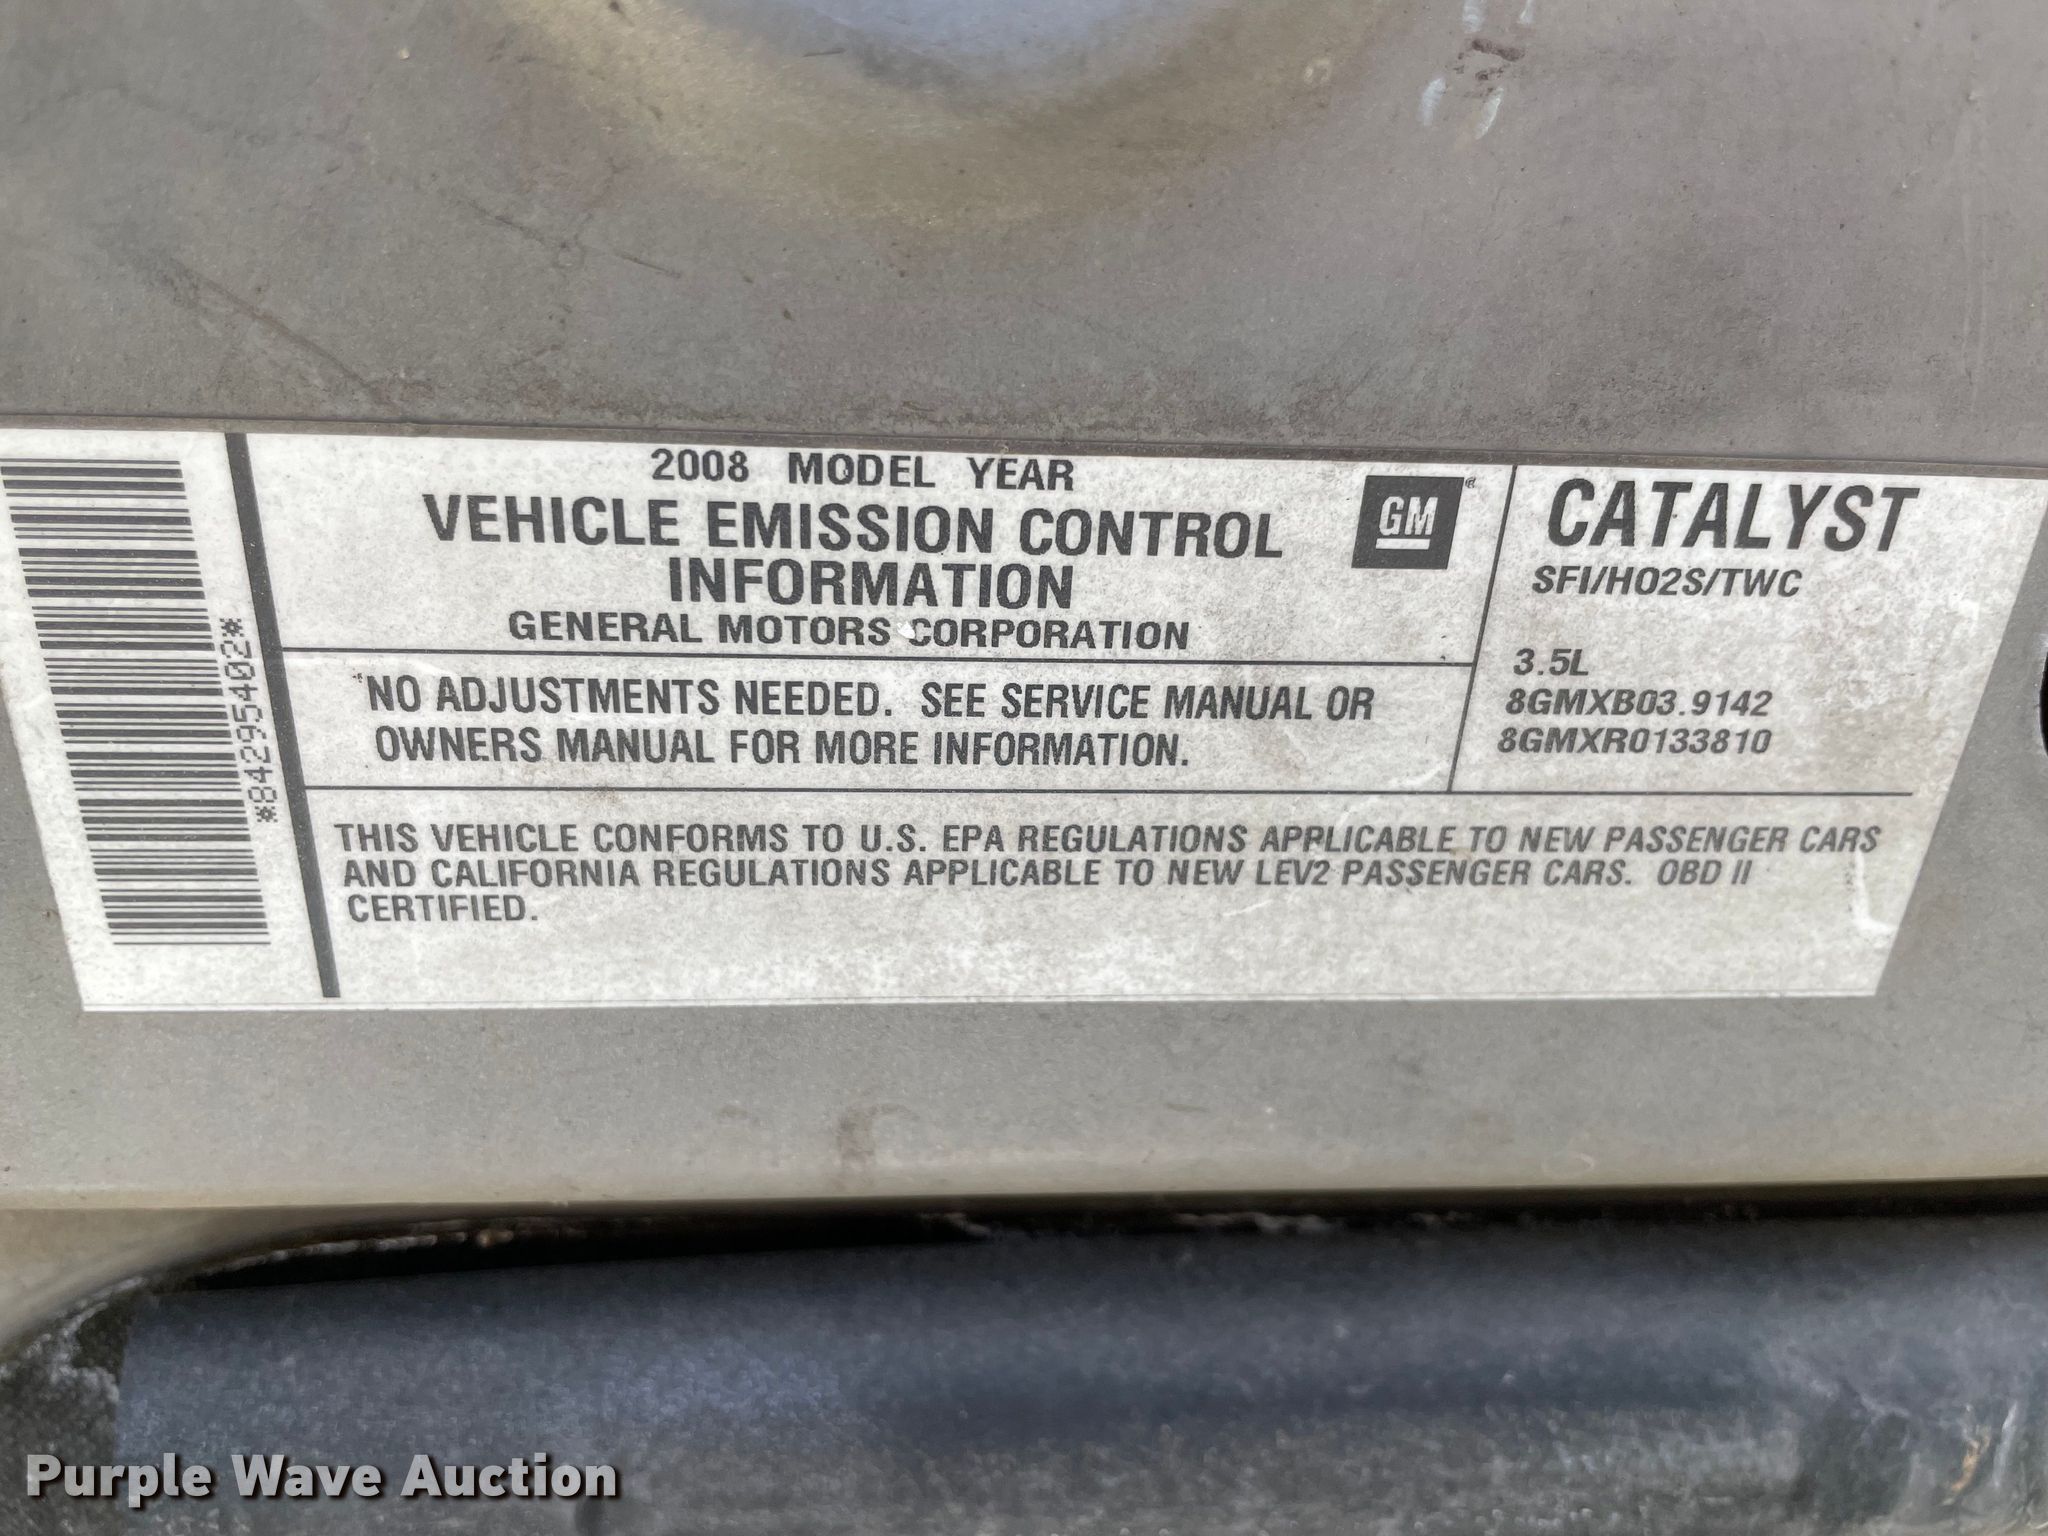 *84295402*
2008 MODEL YEAR
VEHICLE EMISSION CONTROL
INFORMATION
GENERAL MOTORS CORPORATION
GM
®
NO ADJUSTMENTS NEEDED. SEE SERVICE MANUAL OR
OWNERS MANUAL FOR MORE INFORMATION.
CATALYST
SFI/HO2S/TWC
3.5L
8GMXB03.9142
8GMXR0133810
THIS VEHICLE CONFORMS TO U.S. EPA REGULATIONS APPLICABLE TO NEW PASSENGER CARS
AND CALIFORNIA REGULATIONS APPLICABLE TO NEW LEV2 PASSENGER CARS. OBD II
CERTIFIED.
Purple Wave Auction